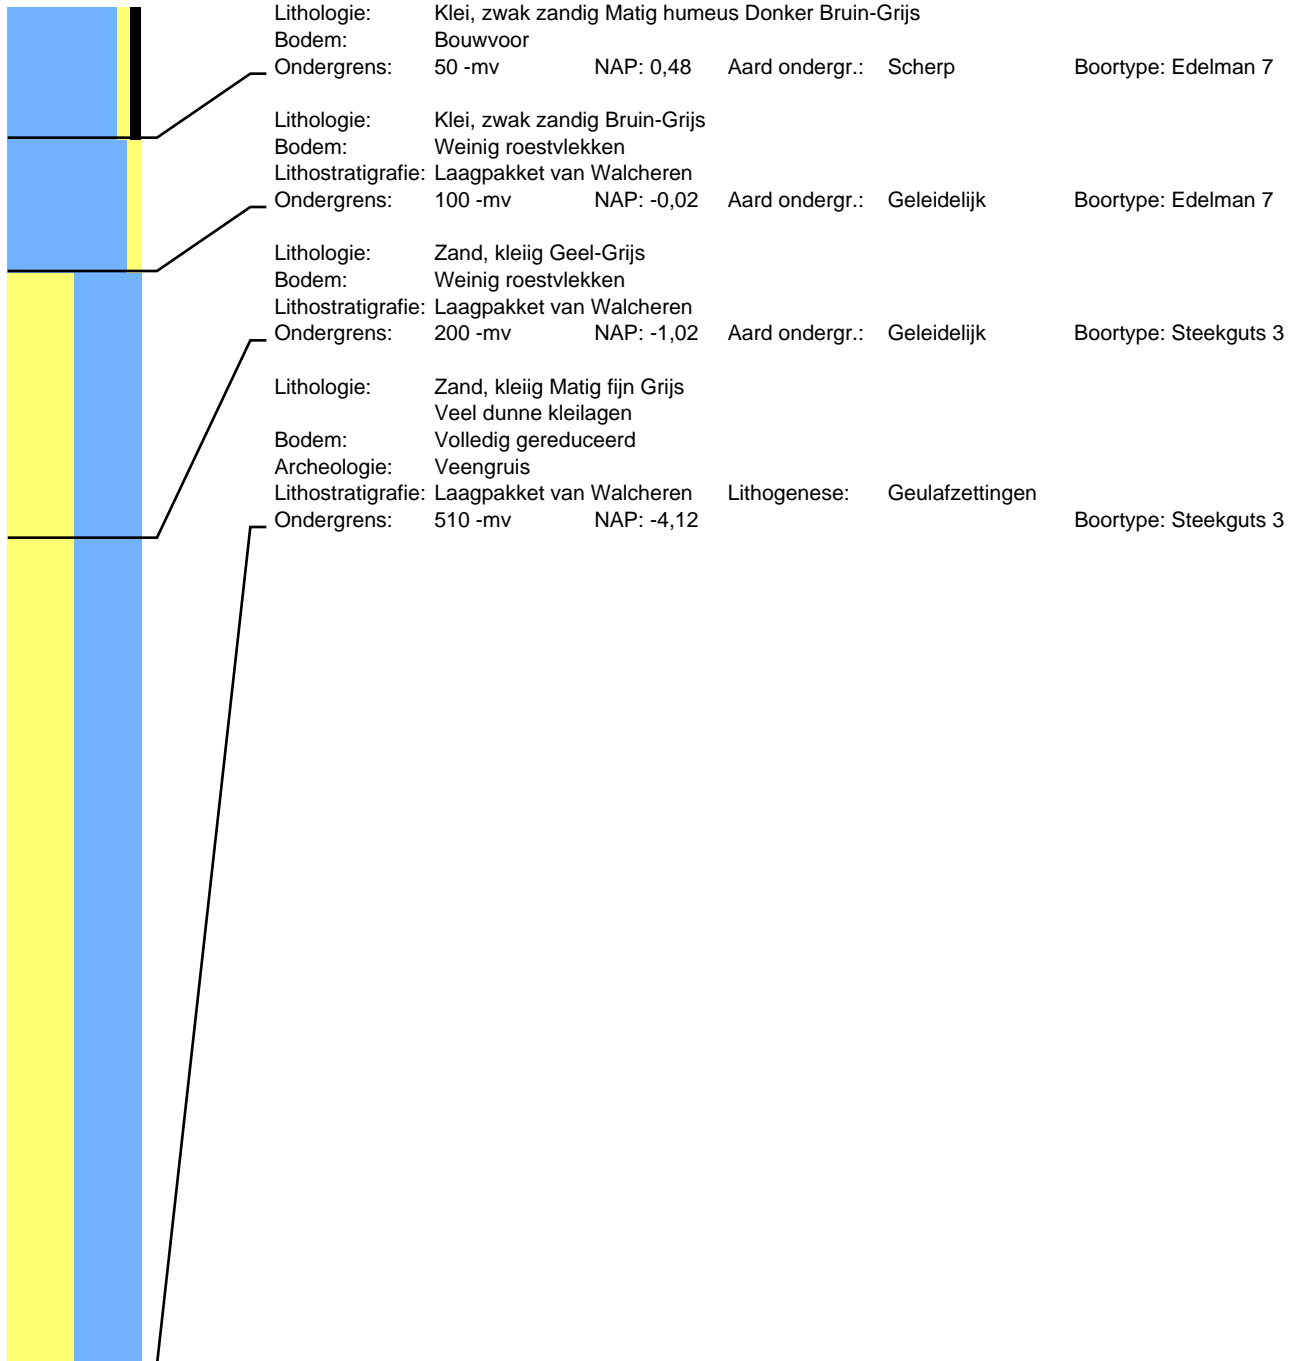 Lithologie: Klei, zwak zandig Matig humeus Donker Bruin-Grijs
Bodem: Bouwvoor
Ondergrens: 50 -mv NAP: 0,48 Aard ondergr.: Scherp Boortype: Edelman 7
Lithologie: Klei, zwak zandig Bruin-Grijs
Bodem: Weinig roestvlekken
Lithostratigrafie: Laagpakket van Walcheren
Ondergrens: 100 -mv NAP: -0,02 Aard ondergr.: Geleidelijk Boortype: Edelman 7
Lithologie: Zand, kleiig Geel-Grijs
Bodem: Weinig roestvlekken
Lithostratigrafie: Laagpakket van Walcheren
Ondergrens: 200 -mv NAP: -1,02 Aard ondergr.: Geleidelijk Boortype: Steekguts 3
Lithologie: Zand, kleiig Matig fijn Grijs
Veel dunne kleilagen
Bodem: Volledig gereduceerd
Archeologie: Veengruis
Lithostratigrafie: Laagpakket van Walcheren Lithogenese: Geulafzettingen
Ondergrens: 510 -mv NAP: -4,12 Boortype: Steekguts 3